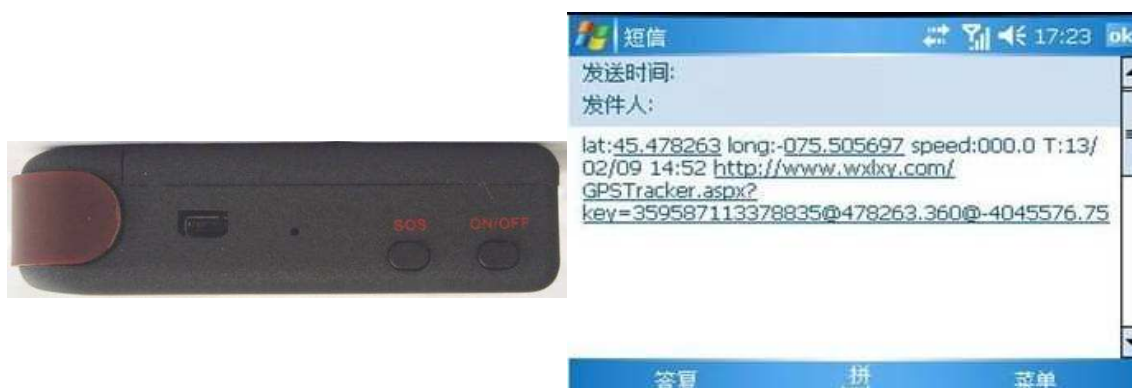 SOS ON/OFF
短信 17:23 ok
发送时间:
发件人:
lat:45.478263 long:-075.505697 speed:000.0 T:13/
02/09 14:52 http://www.wxlxy.com/
GPSTracker.aspx?
key=359587113378835@478263.360@-4045576.75
答复 拼 菜单